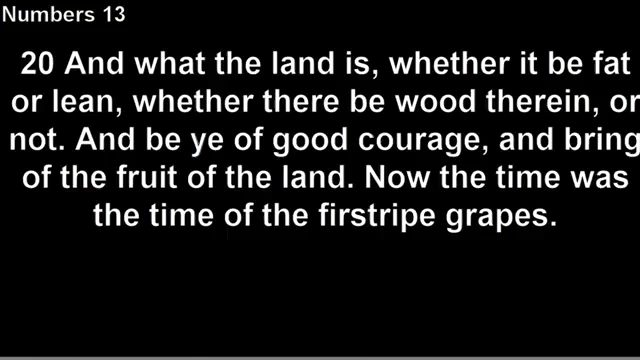 Numbers 13
20 And what the land is, whether it be fat
or lean, whether there be wood therein, or
not. And be ye of good courage, and bring
of the fruit of the land. Now the time was
the time of the firstripe grapes.